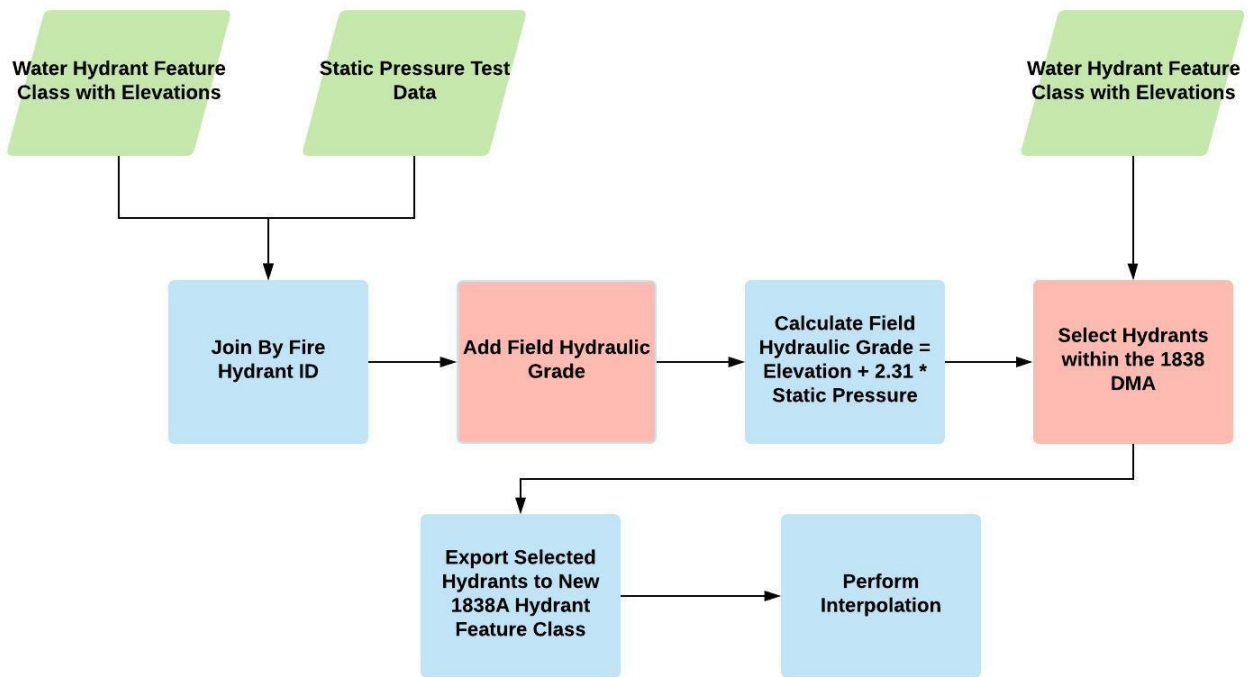 Water Hydrant Feature
Class with Elevations
Static Pressure Test
Data
Water Hydrant Feature
Class with Elevations
Join By Fire
Hydrant ID
Add Field Hydraulic
Grade
Calculate Field
Hydraulic Grade =
Elevation + 2.31 *
Static Pressure
Select Hydrants
within the 1838
DMA
Export Selected
Hydrants to New
1838A Hydrant
Feature Class
Perform
Interpolation